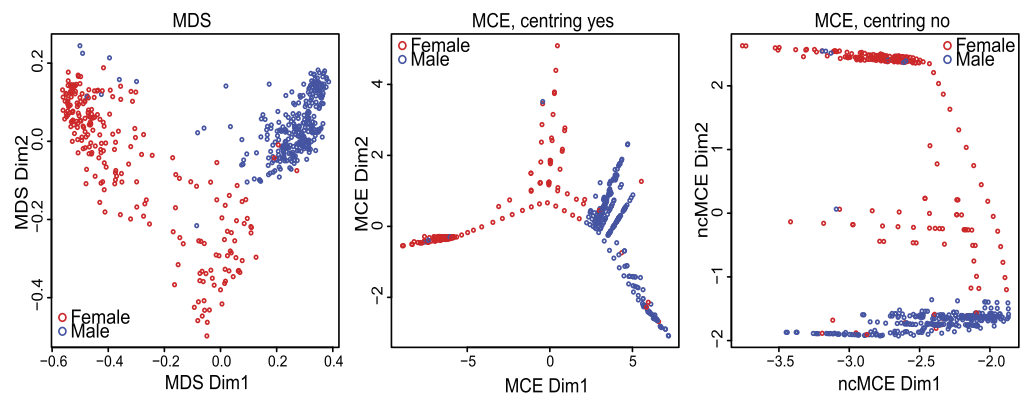 MDS
MCE, centring yes
MCE, centring no
MDS Dim2
0.2
0.0
−0.2
−0.4
Female
Male
−0.6
−0.4
−0.2
0.0
0.2
0.4
MDS Dim1
MCE Dim2
4
2
0
−2
Female
Male
−5
0
5
MCE Dim1
ncMCE Dim2
2
1
0
−1
−2
Female
Male
−3.5
−3.0
−2.5
−2.0
ncMCE Dim1